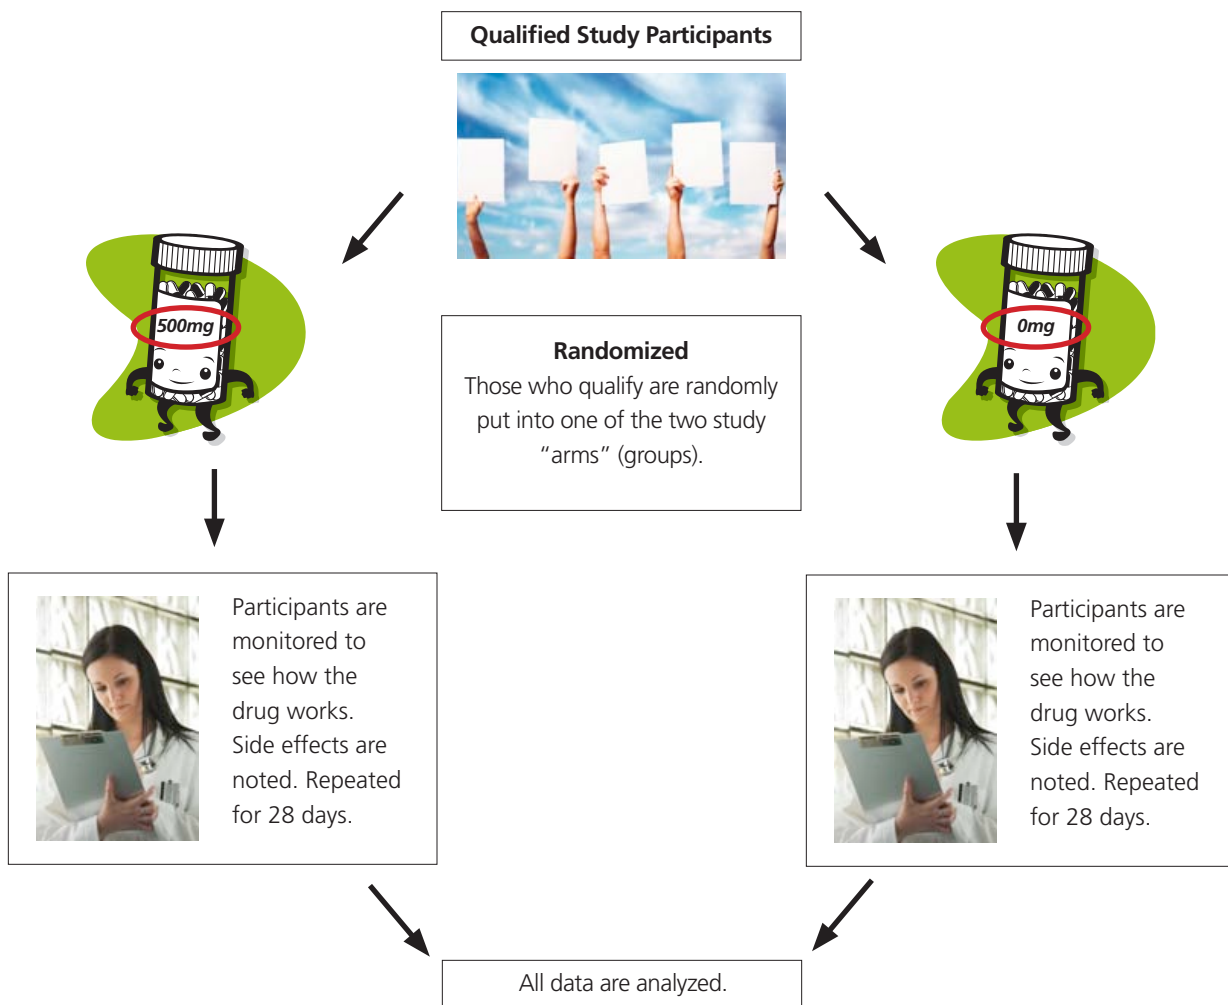 Qualified Study Participants
500mg
0mg
Randomized
Those who qualify are randomly
put into one of the two study
“arms” (groups).
Participants are
monitored to
see how the
drug works.
Side effects are
noted. Repeated
for 28 days.
Participants are
monitored to
see how the
drug works.
Side effects are
noted. Repeated
for 28 days.
All data are analyzed.